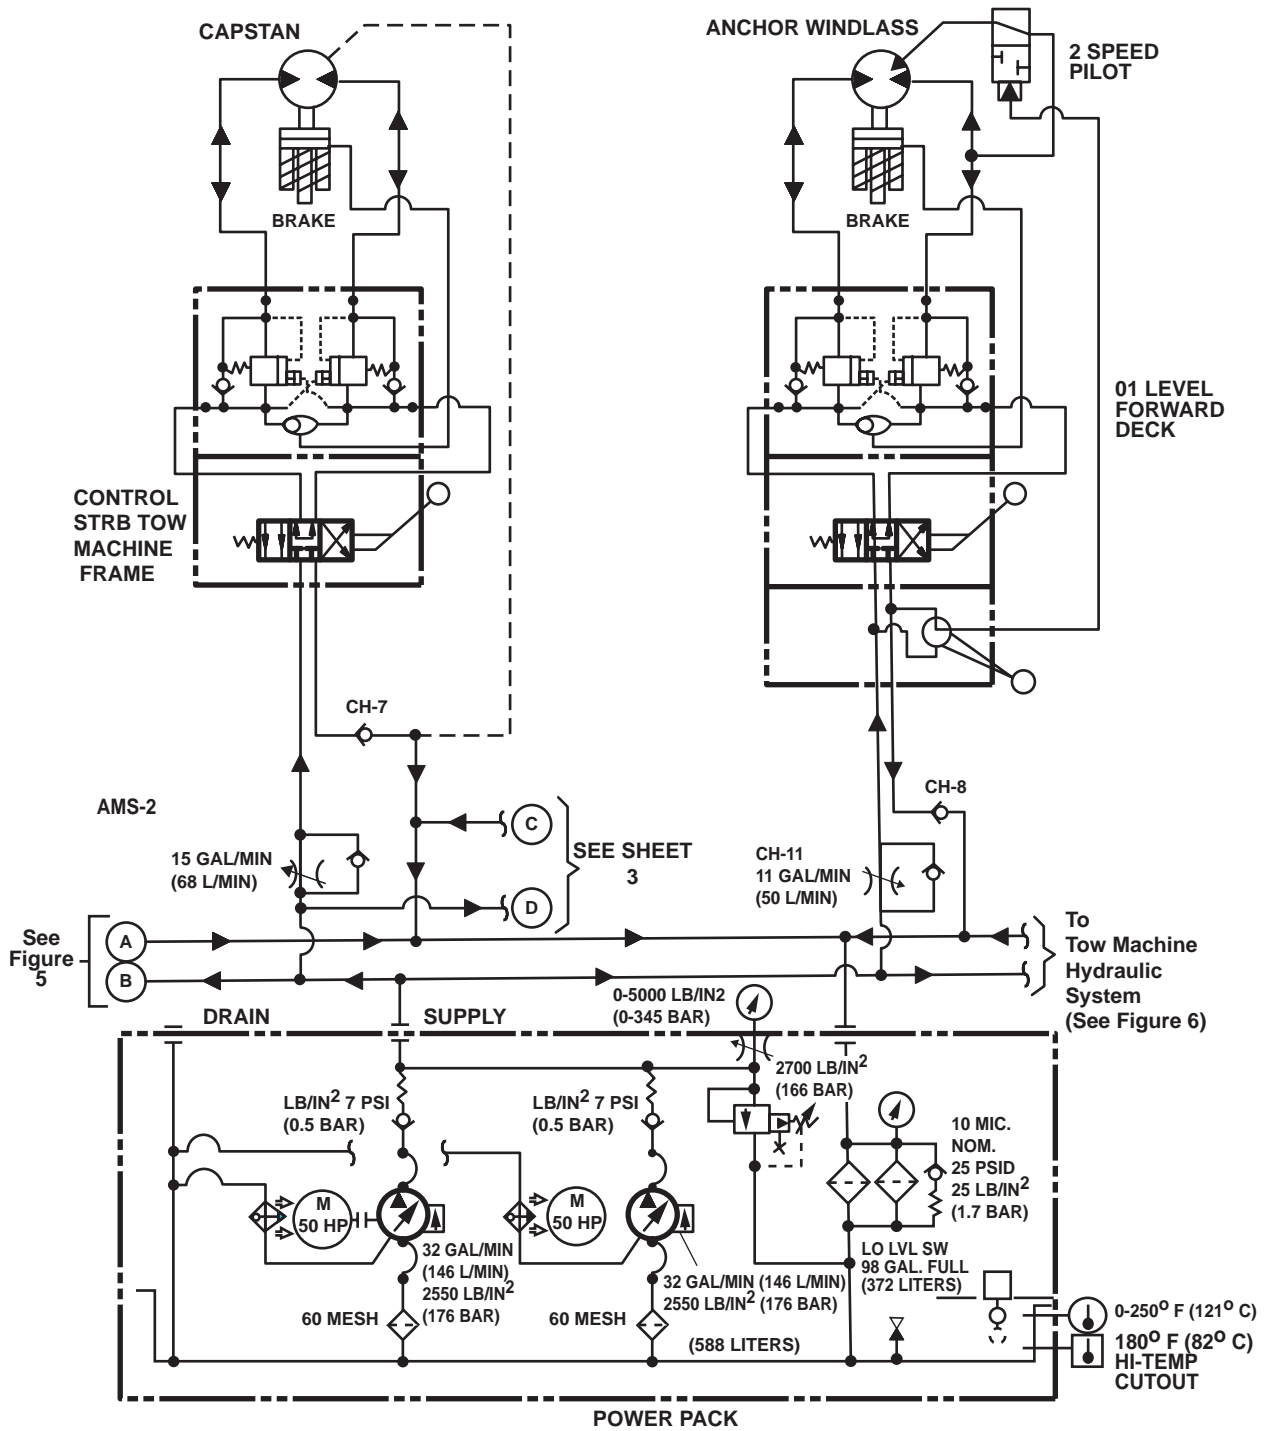 CAPSTAN
ANCHOR WINDLASS
2 SPEED
PILOT
BRAKE
BRAKE
01 LEVEL
FORWARD
DECK
CONTROL
STRB TOW
MACHINE
FRAME
CH-7
AMS-2
CH-8
15 GAL/MIN
(68 L/MIN)
C
SEE SHEET
3
D
CH-11
11 GAL/MIN
(50 L/MIN)
See
Figure
5
A
B
To
Tow Machine
Hydraulic
System
(See Figure 6)
DRAIN
SUPPLY
0-5000 LB/IN2
(0-345 BAR)
2700 LB/IN2
(166 BAR)
LB/IN2 7 PSI
(0.5 BAR)
LB/IN2 7 PSI
(0.5 BAR)
10 MIC.
NOM.
25 PSID
25 LB/IN2
(1.7 BAR)
M
50 HP
M
50 HP
32 GAL/MIN
(146 L/MIN)
2550 LB/IN2
(176 BAR)
32 GAL/MIN (146 L/MIN)
2550 LB/IN2 (176 BAR)
LO LVL SW
98 GAL. FULL
(372 LITERS)
60 MESH
60 MESH
(588 LITERS)
0-250o F (121o C)
180o F (82o C)
HI-TEMP
CUTOUT
POWER PACK